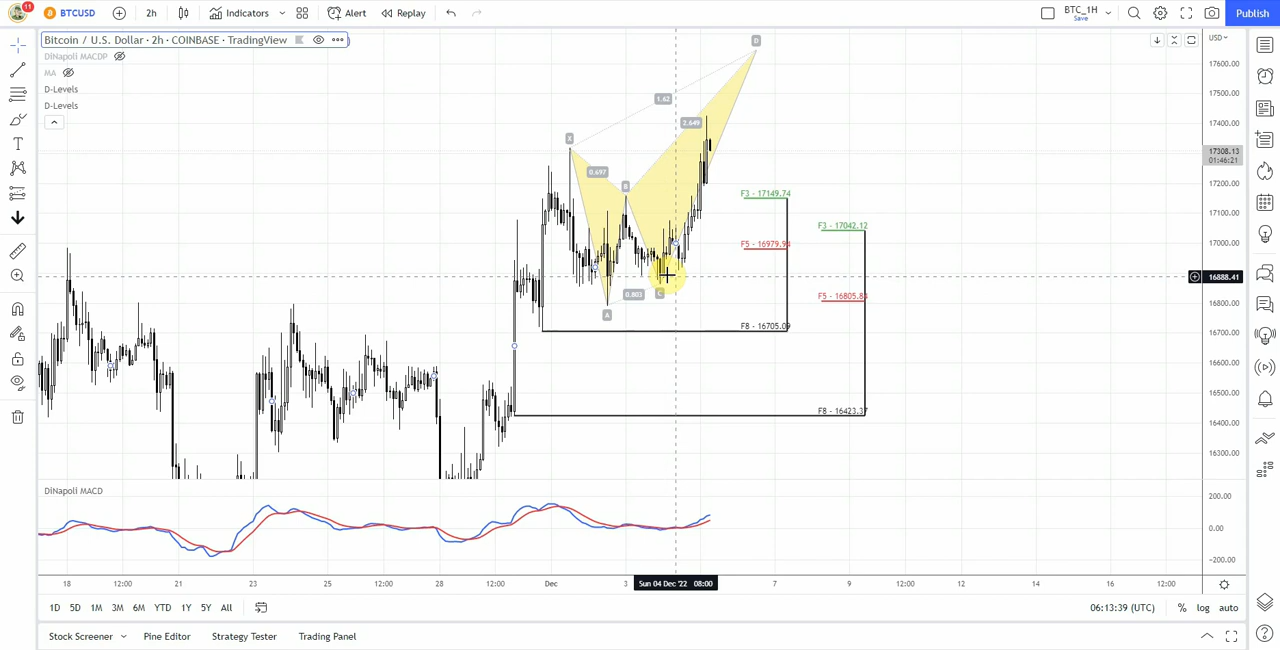 11
BTCUSD
2h
Indicators
Alert
Replay
BTC_1H
Save
Publish
Bitcoin / U.S. Dollar · 2h · COINBASE · TradingView
DiNapoli MACDP
MA
D-Levels
D-Levels
USD
17600.00
17500.00
17400.00
17308.13
01:46:21
17200.00
17100.00
17000.00
16888.41
16800.00
16700.00
16600.00
16500.00
16400.00
16300.00
D
1.62
2.649
X
0.697
B
0.803
C
A
F3 - 17149.74
F5 - 16979.94
F8 - 16705.09
F3 - 17042.12
F5 - 16805.84
F8 - 16423.37
DiNapoli MACD
200.00
0.00
−200.00
18 12:00 21 23 25 12:00 28 12:00 Dec 3 Sun 04 Dec '22 08:00 7 9 12:00 12 14 16 12:00
1D 5D 1M 3M 6M YTD 1Y 5Y All
06:13:39 (UTC) % log auto
Stock Screener Pine Editor Strategy Tester Trading Panel